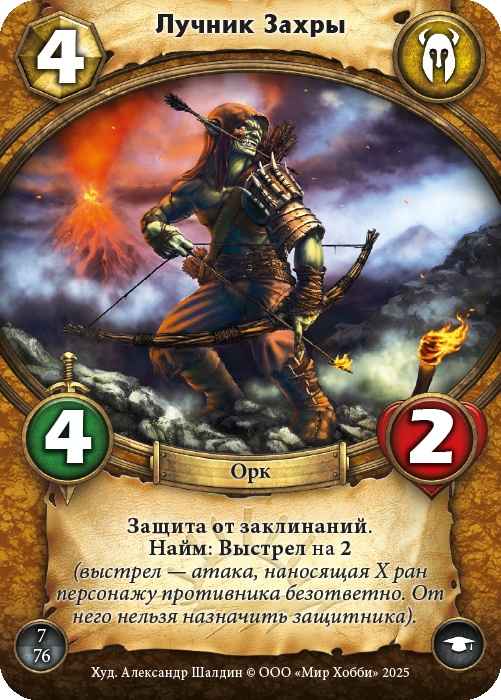 Лучник Захры
4
4
2
Орк
Защита от заклинаний.
Найм: Выстрел на 2
(выстрел — атака, наносящая X ран
персонажу противника безответно. От
него нельзя назначить защитника).
7
76
Худ. Александр Шалдин © ООО «Мир Хобби» 2025